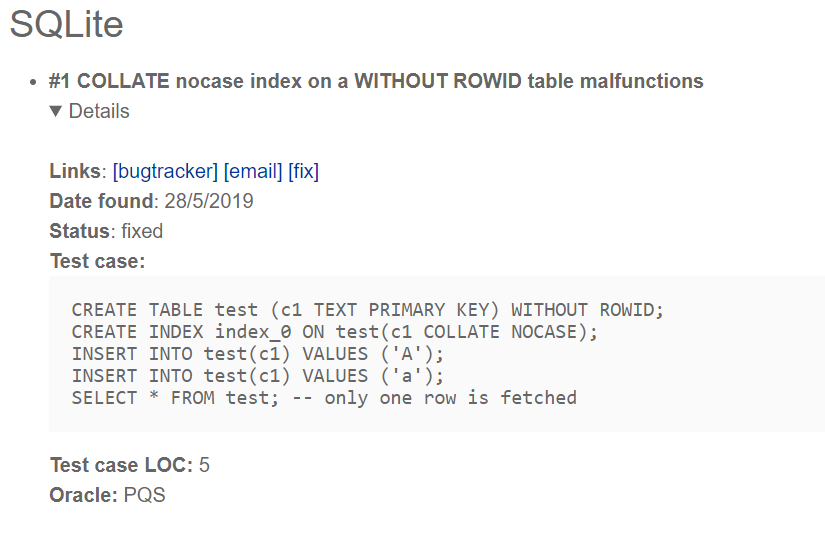 SQLite
• #1 COLLATE nocase index on a WITHOUT ROWID table malfunctions
▼ Details
Links: [bugtracker] [email] [fix]
Date found: 28/5/2019
Status: fixed
Test case:
CREATE TABLE test (c1 TEXT PRIMARY KEY) WITHOUT ROWID;
CREATE INDEX index_0 ON test(c1 COLLATE NOCASE);
INSERT INTO test(c1) VALUES ('A');
INSERT INTO test(c1) VALUES ('a');
SELECT * FROM test; -- only one row is fetched
Test case LOC: 5
Oracle: PQS